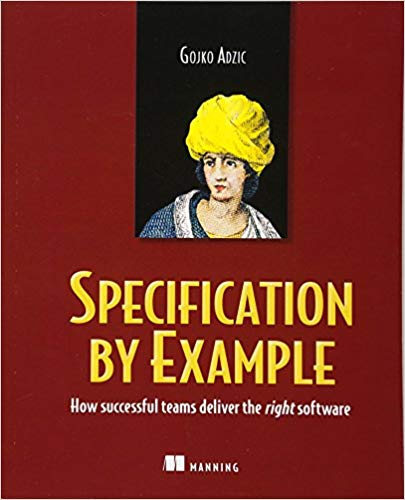 GOJKO ADZIC
SPECIFICATION
BY EXAMPLE
How successful teams deliver the right software
MANNING